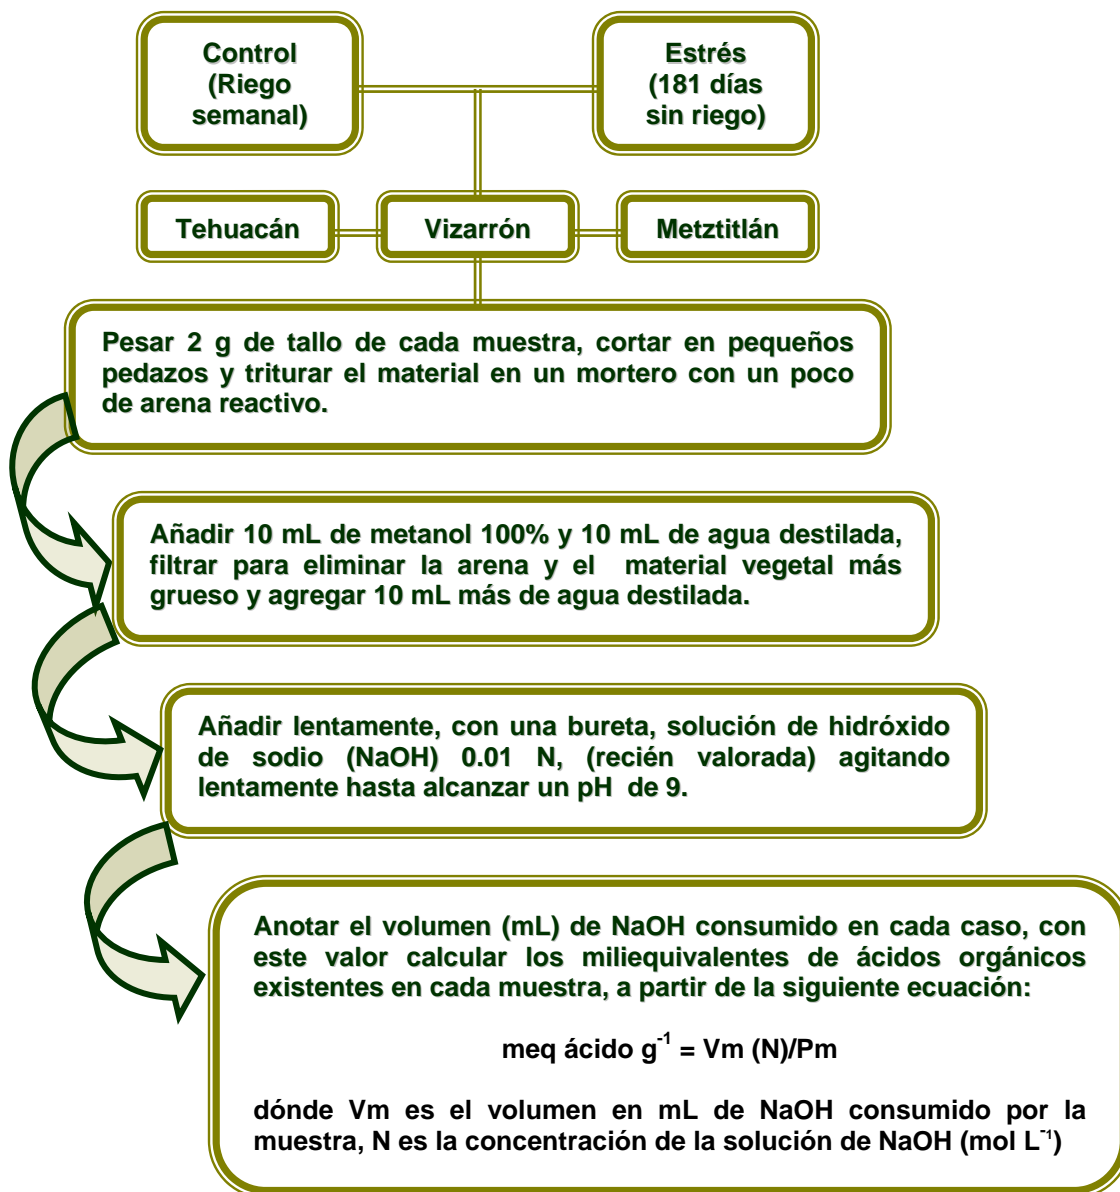 Control
(Riego
semanal)
Estrés
(181 días
sin riego)
Tehuacán
Vizarrón
Metztitlán
Pesar 2 g de tallo de cada muestra, cortar en pequeños
pedazos y triturar el material en un mortero con un poco
de arena reactivo.
Añadir 10 mL de metanol 100% y 10 mL de agua destilada,
filtrar para eliminar la arena y el material vegetal más
grueso y agregar 10 mL más de agua destilada.
Añadir lentamente, con una bureta, solución de hidróxido
de sodio (NaOH) 0.01 N, (recién valorada) agitando
lentamente hasta alcanzar un pH de 9.
Anotar el volumen (mL) de NaOH consumido en cada caso, con
este valor calcular los miliequivalentes de ácidos orgánicos
existentes en cada muestra, a partir de la siguiente ecuación:
meq ácido g⁻¹ = Vm (N)/Pm
dónde Vm es el volumen en mL de NaOH consumido por la
muestra, N es la concentración de la solución de NaOH (mol L⁻¹)